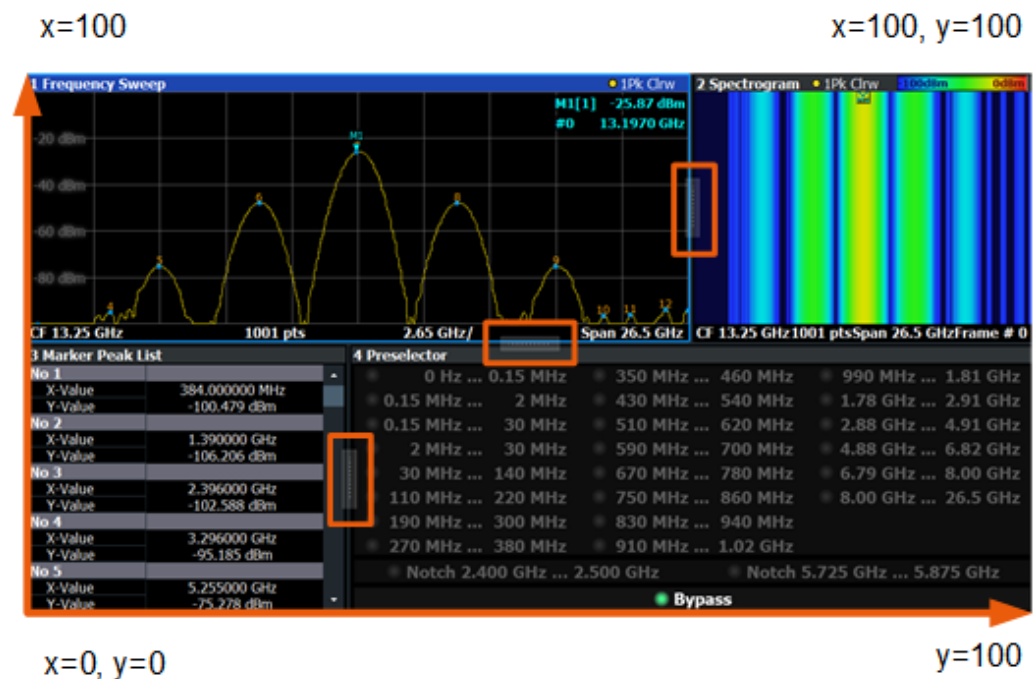 x=100
x=100, y=100
1 Frequency Sweep
1Pk Clrw
M1[1] -25.87 dBm
#0 13.1970 GHz
M1
-20 dBm
-40 dBm
-60 dBm
-80 dBm
4
5
6
8
9
10
11
12
CF 13.25 GHz 1001 pts 2.65 GHz/ Span 26.5 GHz
2 Spectrogram 1Pk Clrw -100dBm 0dBm
CF 13.25 GHz 1001 pts Span 26.5 GHz Frame # 0
3 Marker Peak List
No 1
X-Value 384.000000 MHz
Y-Value -100.479 dBm
No 2
X-Value 1.390000 GHz
Y-Value -106.206 dBm
No 3
X-Value 2.396000 GHz
Y-Value -102.588 dBm
No 4
X-Value 3.296000 GHz
Y-Value -95.185 dBm
No 5
X-Value 5.255000 GHz
Y-Value -75.278 dBm
4 Preselector
0 Hz ... 0.15 MHz 350 MHz ... 460 MHz 990 MHz ... 1.81 GHz
0.15 MHz ... 2 MHz 430 MHz ... 540 MHz 1.78 GHz ... 2.91 GHz
0.15 MHz ... 30 MHz 510 MHz ... 620 MHz 2.88 GHz ... 4.91 GHz
2 MHz ... 30 MHz 590 MHz ... 700 MHz 4.88 GHz ... 6.82 GHz
30 MHz ... 140 MHz 670 MHz ... 780 MHz 6.79 GHz ... 8.00 GHz
110 MHz ... 220 MHz 750 MHz ... 860 MHz 8.00 GHz ... 26.5 GHz
190 MHz ... 300 MHz 830 MHz ... 940 MHz
270 MHz ... 380 MHz 910 MHz ... 1.02 GHz
Notch 2.400 GHz ... 2.500 GHz Notch 5.725 GHz ... 5.875 GHz
Bypass
x=0, y=0
y=100